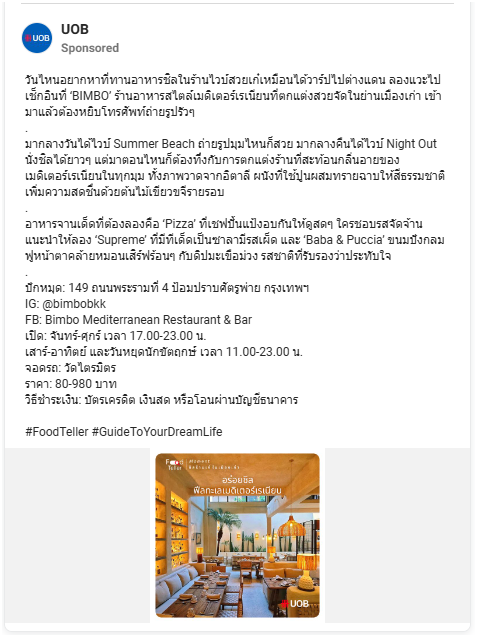 UOB
UOB
Sponsored
วันไหนอยากหาที่ทานอาหารชิลในร้านไวบ์สวยเก๋เหมือนได้วาร์ปไปต่างแดน ลองแวะไป
เช็กอินที่ ‘BIMBO’ ร้านอาหารสไตล์เมดิเตอร์เรเนียนที่ตกแต่งสวยจัดในย่านเมืองเก่า เข้า
มาแล้วต้องหยิบโทรศัพท์ถ่ายรูปรัวๆ
.
มากลางวันได้ไวบ์ Summer Beach ถ่ายรูปมุมไหนก็สวย มากลางคืนได้ไวบ์ Night Out
นั่งชิลได้ยาวๆ แต่มาตอนไหนก็ต้องทึ่งกับการตกแต่งร้านที่สะท้อนกลิ่นอายของ
เมดิเตอร์เรเนียนในทุกมุม ทั้งภาพวาดจากอิตาลี ผนังที่ใช้ปูนผสมทรายฉาบให้สีธรรมชาติ
เพิ่มความสดชื่นด้วยต้นไม้เขียวขจีรายรอบ
.
อาหารจานเด็ดที่ต้องลองคือ ‘Pizza’ ที่เชฟปั้นแป้งอบกันให้ดูสดๆ ใครชอบรสจัดจ้าน
แนะนำให้ลอง ‘Supreme’ ที่มีทีเด็ดเป็นซาลามีรสเผ็ด และ ‘Baba & Puccia’ ขนมปังกลม
ฟูหน้าตาคล้ายหมอนเสิร์ฟร้อนๆ กับดิปมะเขือม่วง รสชาติที่รับรองว่าประทับใจ
.
ปักหมุด: 149 ถนนพระรามที่ 4 ป้อมปราบศัตรูพ่าย กรุงเทพฯ
IG: @bimbobkk
FB: Bimbo Mediterranean Restaurant & Bar
เปิด: จันทร์-ศุกร์ เวลา 17.00-23.00 น.
เสาร์-อาทิตย์ และวันหยุดนักขัตฤกษ์ เวลา 11.00-23.00 น.
จอดรถ: วัดไตรมิตร
ราคา: 80-980 บาท
วิธีชำระเงิน: บัตรเครดิต เงินสด หรือโอนผ่านบัญชีธนาคาร
#FoodTeller #GuideToYourDreamLife
Food
Teller
Moment
อร่อยชิล
ฟีลทะเลเมดิเตอร์เรเนียน
UOB